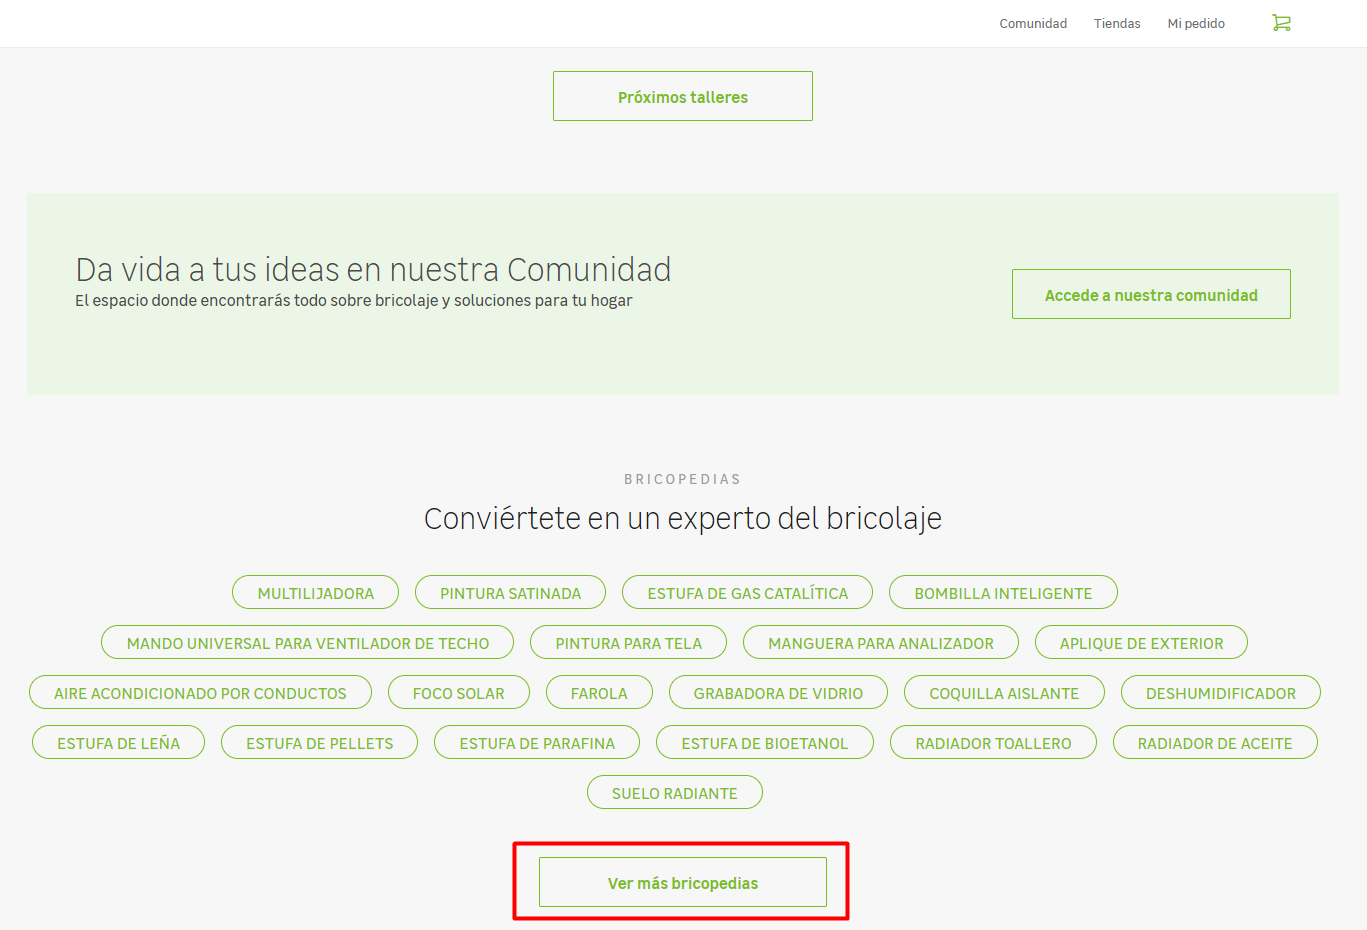 Comunidad Tiendas Mi pedido
Próximos talleres
Da vida a tus ideas en nuestra Comunidad
El espacio donde encontrarás todo sobre bricolaje y soluciones para tu hogar
Accede a nuestra comunidad
BRICOPEDIAS
Conviértete en un experto del bricolaje
MULTILIJADORA PINTURA SATINADA ESTUFA DE GAS CATALÍTICA BOMBILLA INTELIGENTE
MANDO UNIVERSAL PARA VENTILADOR DE TECHO PINTURA PARA TELA MANGUERA PARA ANALIZADOR APLIQUE DE EXTERIOR
AIRE ACONDICIONADO POR CONDUCTOS FOCO SOLAR FAROLA GRABADORA DE VIDRIO COQUILLA AISLANTE DESHUMIDIFICADOR
ESTUFA DE LEÑA ESTUFA DE PELLETS ESTUFA DE PARAFINA ESTUFA DE BIOETANOL RADIADOR TOALLERO RADIADOR DE ACEITE
SUELO RADIANTE
Ver más bricopedias